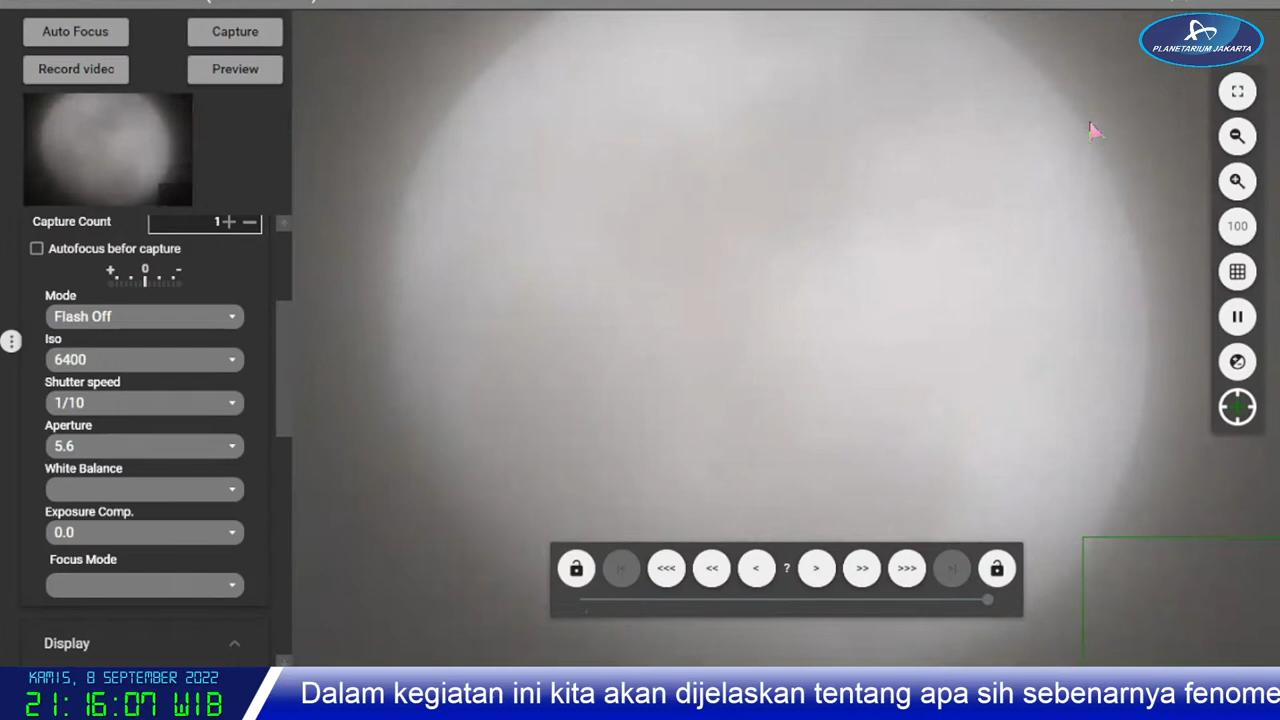 Auto Focus
Capture
Record video
Preview
PLANETARIUM JAKARTA
Capture Count
1
Autofocus befor capture
+ 0 -
Mode
Flash Off
Iso
6400
Shutter speed
1/10
Aperture
5.6
White Balance
Exposure Comp.
0.0
Focus Mode
Display
100
|<
<<<
<<
<
?
>
>>
>>>
>|
KAMIS, 8 SEPTEMBER 2022
21:16:07 WIB
Dalam kegiatan ini kita akan dijelaskan tentang apa sih sebenarnya fenome